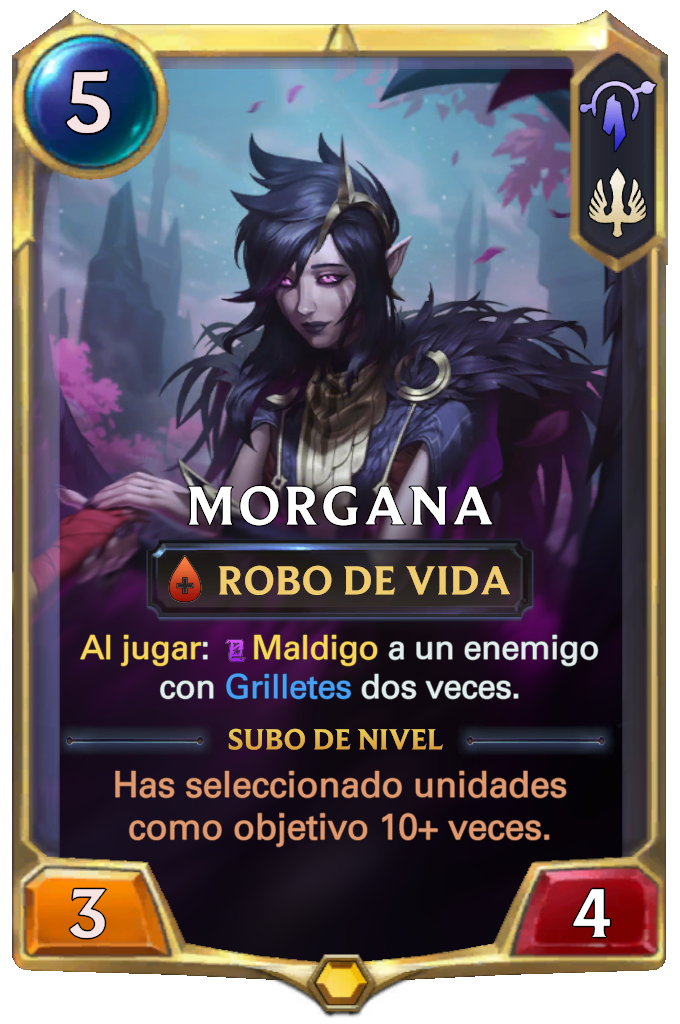 5
MORGANA
ROBO DE VIDA
Al jugar: Maldigo a un enemigo
con Grilletes dos veces.
SUBO DE NIVEL
Has seleccionado unidades
como objetivo 10+ veces.
3 4